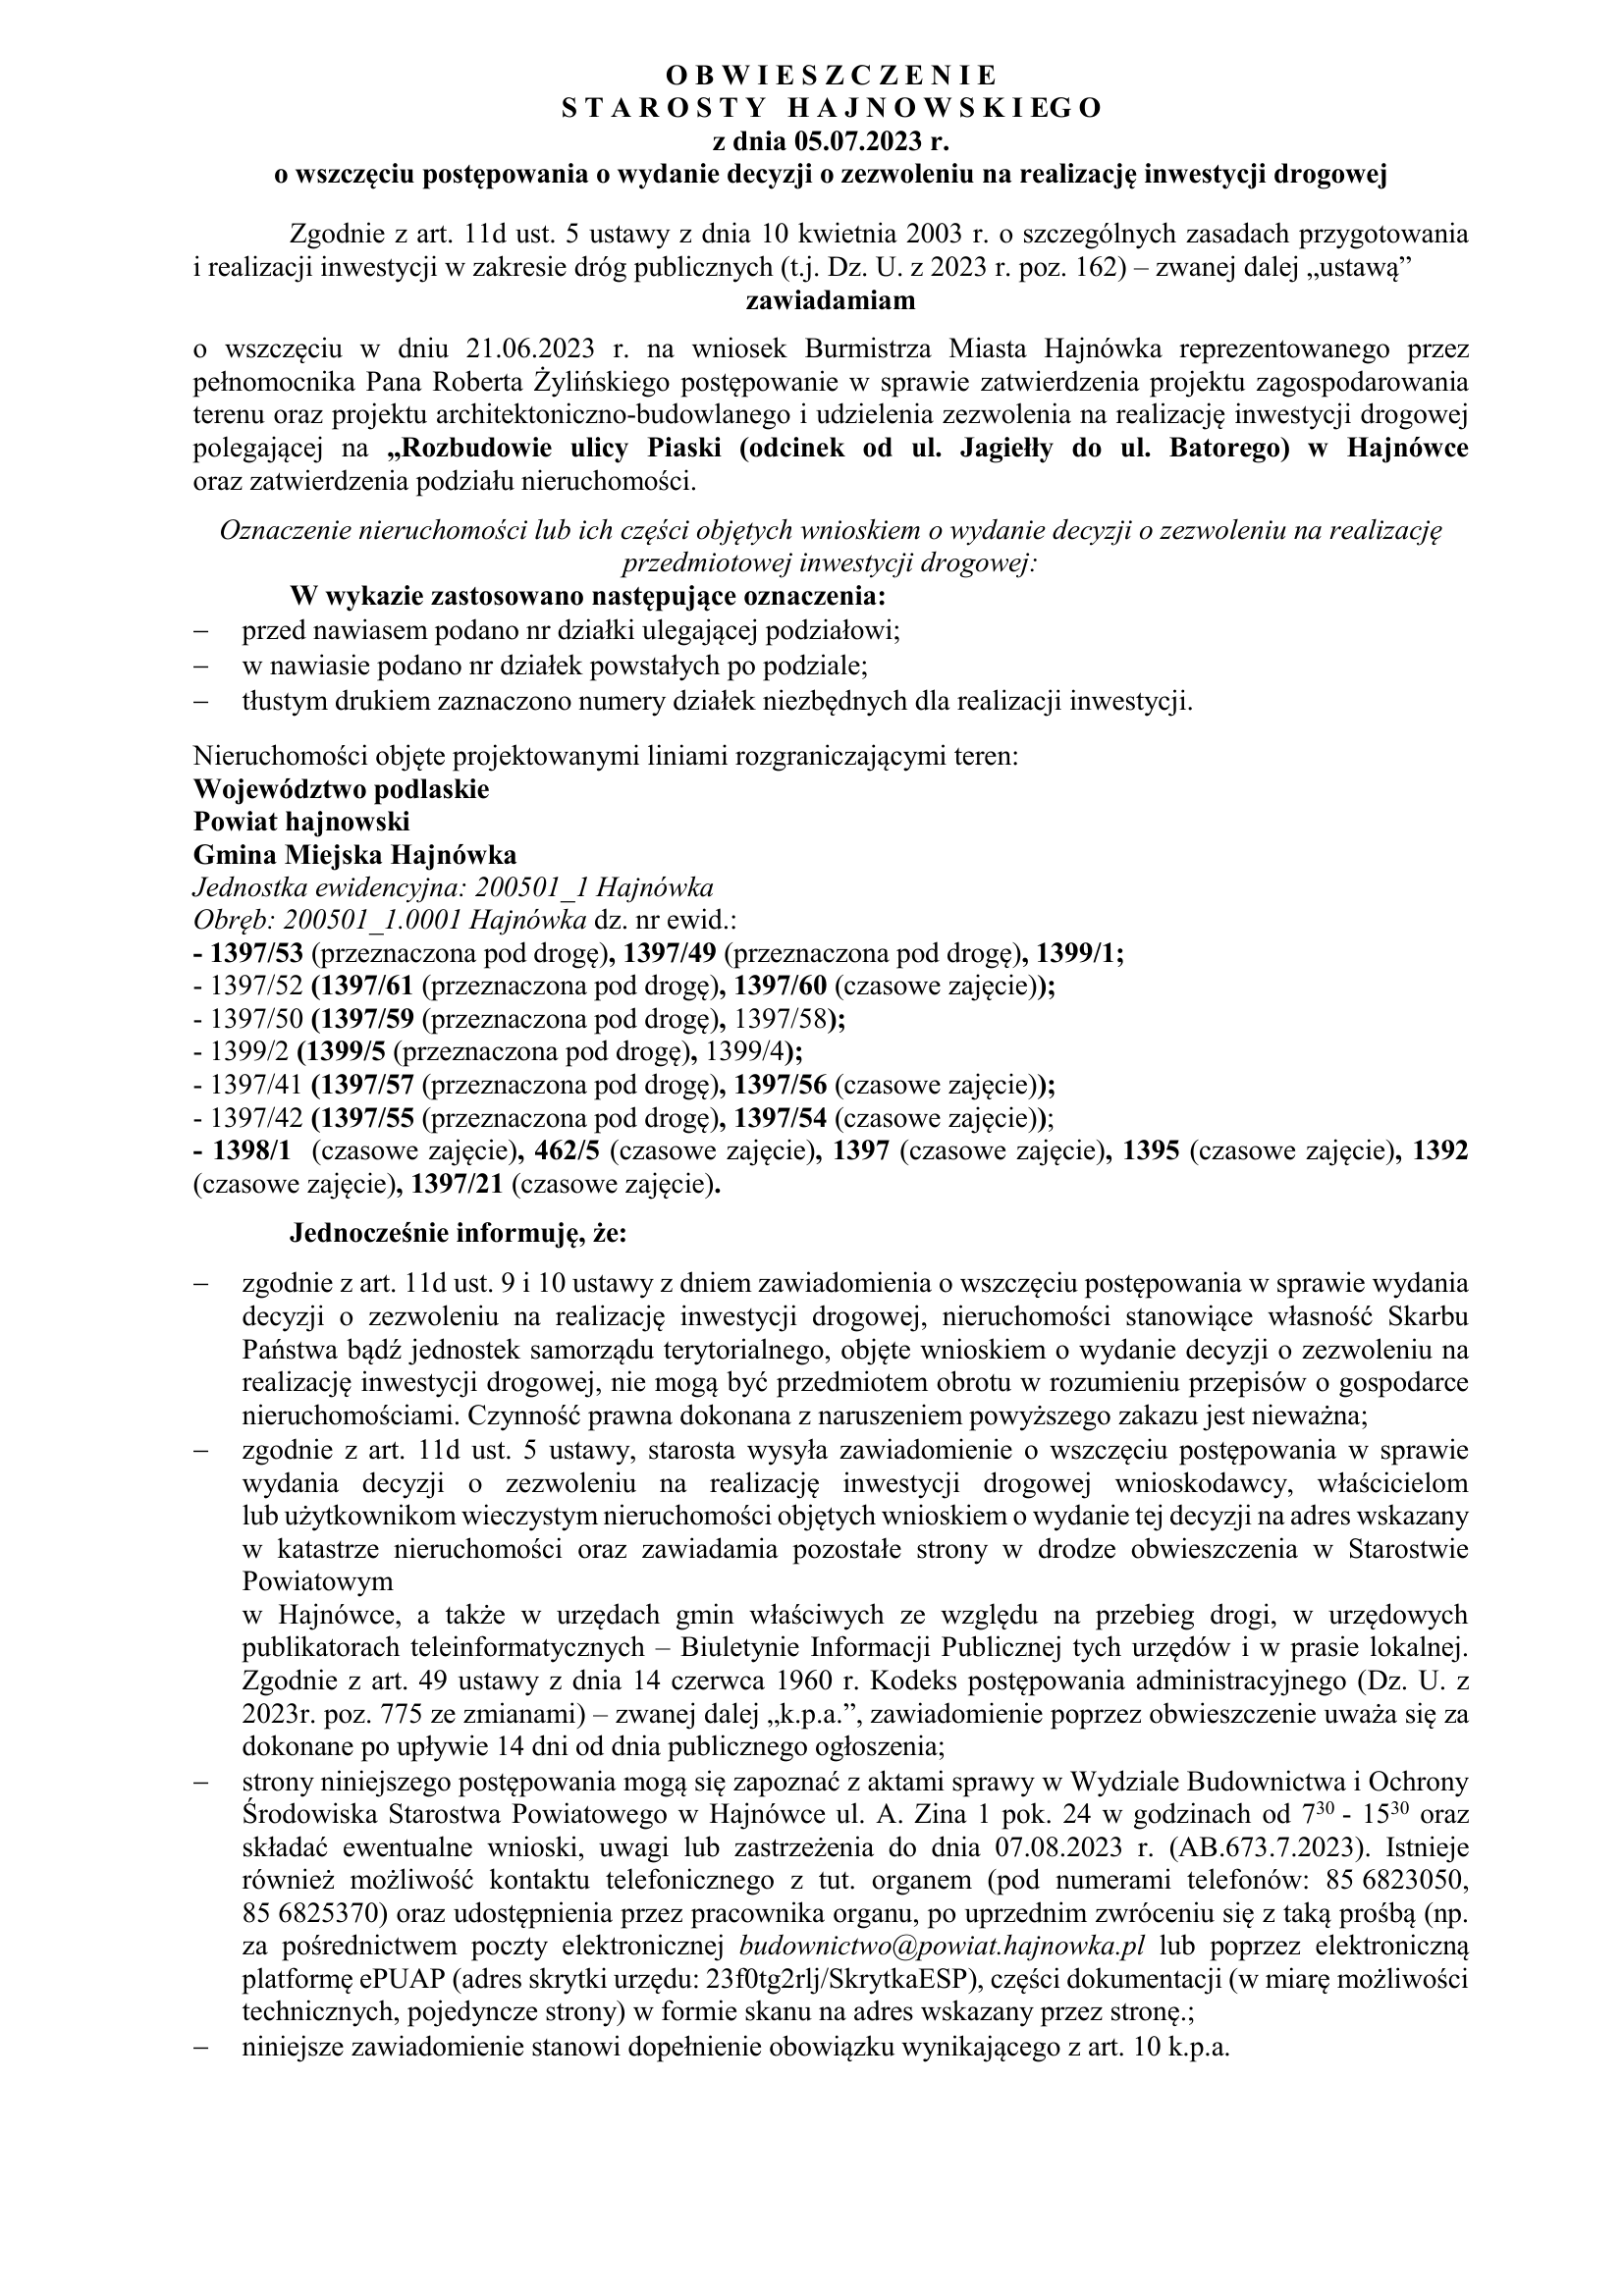 O B W I E S Z C Z E N I E
S T A R O S T Y H A J N O W S K I EG O
z dnia 05.07.2023 r.
o wszczęciu postępowania o wydanie decyzji o zezwoleniu na realizację inwestycji drogowej
Zgodnie z art. 11d ust. 5 ustawy z dnia 10 kwietnia 2003 r. o szczególnych zasadach przygotowania
i realizacji inwestycji w zakresie dróg publicznych (t.j. Dz. U. z 2023 r. poz. 162) – zwanej dalej „ustawą”
zawiadamiam
o wszczęciu w dniu 21.06.2023 r. na wniosek Burmistrza Miasta Hajnówka reprezentowanego przez
pełnomocnika Pana Roberta Żylińskiego postępowanie w sprawie zatwierdzenia projektu zagospodarowania
terenu oraz projektu architektoniczno-budowlanego i udzielenia zezwolenia na realizację inwestycji drogowej
polegającej na „Rozbudowie ulicy Piaski (odcinek od ul. Jagiełły do ul. Batorego) w Hajnówce
oraz zatwierdzenia podziału nieruchomości.
Oznaczenie nieruchomości lub ich części objętych wnioskiem o wydanie decyzji o zezwoleniu na realizację
przedmiotowej inwestycji drogowej:
W wykazie zastosowano następujące oznaczenia:
– przed nawiasem podano nr działki ulegającej podziałowi;
– w nawiasie podano nr działek powstałych po podziale;
– tłustym drukiem zaznaczono numery działek niezbędnych dla realizacji inwestycji.
Nieruchomości objęte projektowanymi liniami rozgraniczającymi teren:
Województwo podlaskie
Powiat hajnowski
Gmina Miejska Hajnówka
Jednostka ewidencyjna: 200501_1 Hajnówka
Obręb: 200501_1.0001 Hajnówka dz. nr ewid.:
- 1397/53 (przeznaczona pod drogę), 1397/49 (przeznaczona pod drogę), 1399/1;
- 1397/52 (1397/61 (przeznaczona pod drogę), 1397/60 (czasowe zajęcie));
- 1397/50 (1397/59 (przeznaczona pod drogę), 1397/58);
- 1399/2 (1399/5 (przeznaczona pod drogę), 1399/4);
- 1397/41 (1397/57 (przeznaczona pod drogę), 1397/56 (czasowe zajęcie));
- 1397/42 (1397/55 (przeznaczona pod drogę), 1397/54 (czasowe zajęcie));
- 1398/1 (czasowe zajęcie), 462/5 (czasowe zajęcie), 1397 (czasowe zajęcie), 1395 (czasowe zajęcie), 1392
(czasowe zajęcie), 1397/21 (czasowe zajęcie).
Jednocześnie informuję, że:
– zgodnie z art. 11d ust. 9 i 10 ustawy z dniem zawiadomienia o wszczęciu postępowania w sprawie wydania
decyzji o zezwoleniu na realizację inwestycji drogowej, nieruchomości stanowiące własność Skarbu
Państwa bądź jednostek samorządu terytorialnego, objęte wnioskiem o wydanie decyzji o zezwoleniu na
realizację inwestycji drogowej, nie mogą być przedmiotem obrotu w rozumieniu przepisów o gospodarce
nieruchomościami. Czynność prawna dokonana z naruszeniem powyższego zakazu jest nieważna;
– zgodnie z art. 11d ust. 5 ustawy, starosta wysyła zawiadomienie o wszczęciu postępowania w sprawie
wydania decyzji o zezwoleniu na realizację inwestycji drogowej wnioskodawcy, właścicielom
lub użytkownikom wieczystym nieruchomości objętych wnioskiem o wydanie tej decyzji na adres wskazany
w katastrze nieruchomości oraz zawiadamia pozostałe strony w drodze obwieszczenia w Starostwie
Powiatowym
w Hajnówce, a także w urzędach gmin właściwych ze względu na przebieg drogi, w urzędowych
publikatorach teleinformatycznych – Biuletynie Informacji Publicznej tych urzędów i w prasie lokalnej.
Zgodnie z art. 49 ustawy z dnia 14 czerwca 1960 r. Kodeks postępowania administracyjnego (Dz. U. z
2023r. poz. 775 ze zmianami) – zwanej dalej „k.p.a.”, zawiadomienie poprzez obwieszczenie uważa się za
dokonane po upływie 14 dni od dnia publicznego ogłoszenia;
– strony niniejszego postępowania mogą się zapoznać z aktami sprawy w Wydziale Budownictwa i Ochrony
Środowiska Starostwa Powiatowego w Hajnówce ul. A. Zina 1 pok. 24 w godzinach od 7³⁰ - 15³⁰ oraz
składać ewentualne wnioski, uwagi lub zastrzeżenia do dnia 07.08.2023 r. (AB.673.7.2023). Istnieje
również możliwość kontaktu telefonicznego z tut. organem (pod numerami telefonów: 85 6823050,
85 6825370) oraz udostępnienia przez pracownika organu, po uprzednim zwróceniu się z taką prośbą (np.
za pośrednictwem poczty elektronicznej budownictwo@powiat.hajnowka.pl lub poprzez elektroniczną
platformę ePUAP (adres skrytki urzędu: 23f0tg2rlj/SkrytkaESP), części dokumentacji (w miarę możliwości
technicznych, pojedyncze strony) w formie skanu na adres wskazany przez stronę.;
– niniejsze zawiadomienie stanowi dopełnienie obowiązku wynikającego z art. 10 k.p.a.